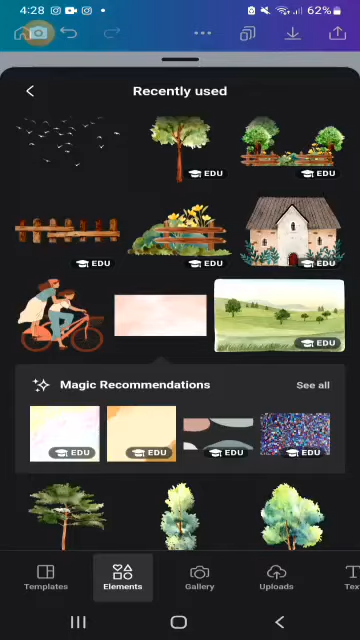 4:28
62%
Recently used
EDU
EDU
EDU
EDU
EDU
EDU
Magic Recommendations
See all
EDU
EDU
EDU
EDU
Templates
Elements
Gallery
Uploads
Text